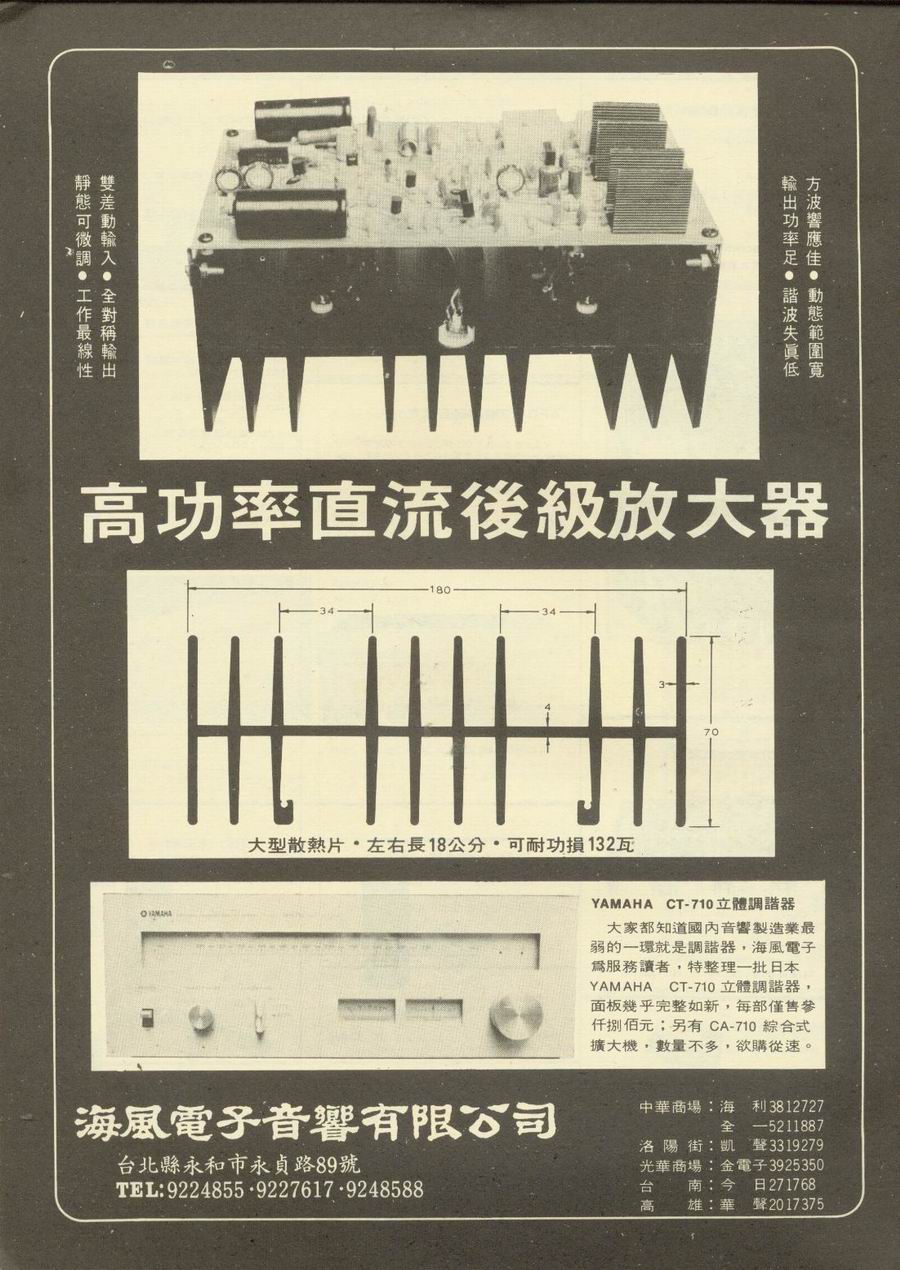 方波響應佳●動態範圍寬
輸出功率足●諧波失眞低
雙差動輸入●全對稱輸出
靜態可微調●工作最線性
高功率直流後級放大器
180
34
34
3
4
70
大型散熱片•左右長18公分•可耐功損132瓦
YAMAHA
YAMAHA CT-710立體調諧器
大家都知道國內音響製造業最
弱的一環就是調諧器，海風電子
爲服務讀者，特整理一批日本
YAMAHA CT-710 立體調諧器，
面板幾乎完整如新，每部僅售參
仟捌佰元；另有 CA-710 綜合式
擴大機，數量不多，欲購從速。
海風電子音響有限公司
台北縣永和市永貞路89號
TEL:9224855·9227617·9248588
中華商場：海 利3812727
全 一5211887
洛陽街：凱 聲3319279
光華商場：金電子3925350
台 南：今 日271768
高 雄：華 聲2017375